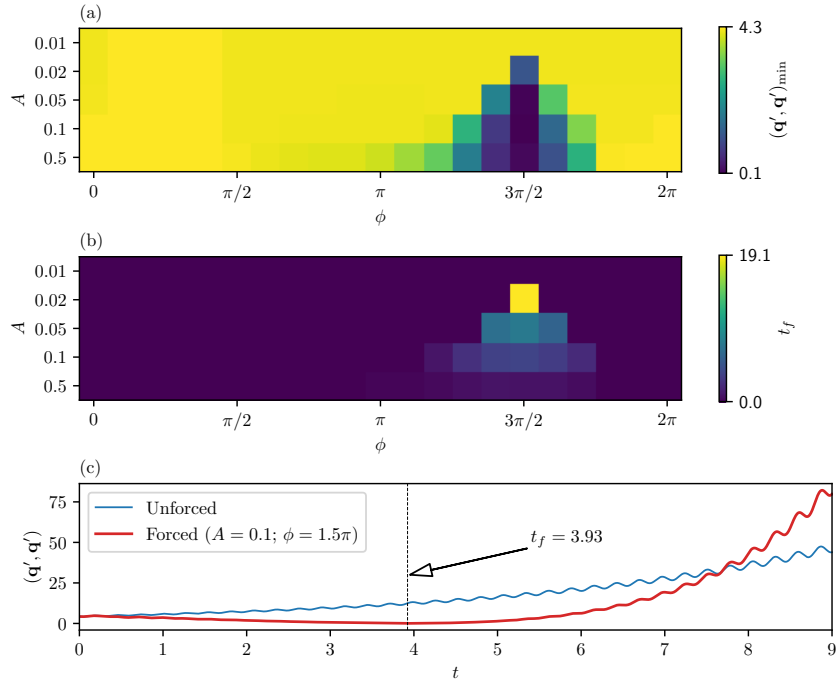 (a)
0.01
0.02
0.05
0.1
0.5
A
0 π/2 π 3π/2 2π
ϕ
4.3
0.1
(q′, q′)min
(b)
0.01
0.02
0.05
0.1
0.5
A
0 π/2 π 3π/2 2π
ϕ
19.1
0.0
t_f
(c)
75
50
25
0
(q′, q′)
Unforced
Forced (A = 0.1; ϕ = 1.5π)
t_f = 3.93
0 1 2 3 4 5 6 7 8 9
t